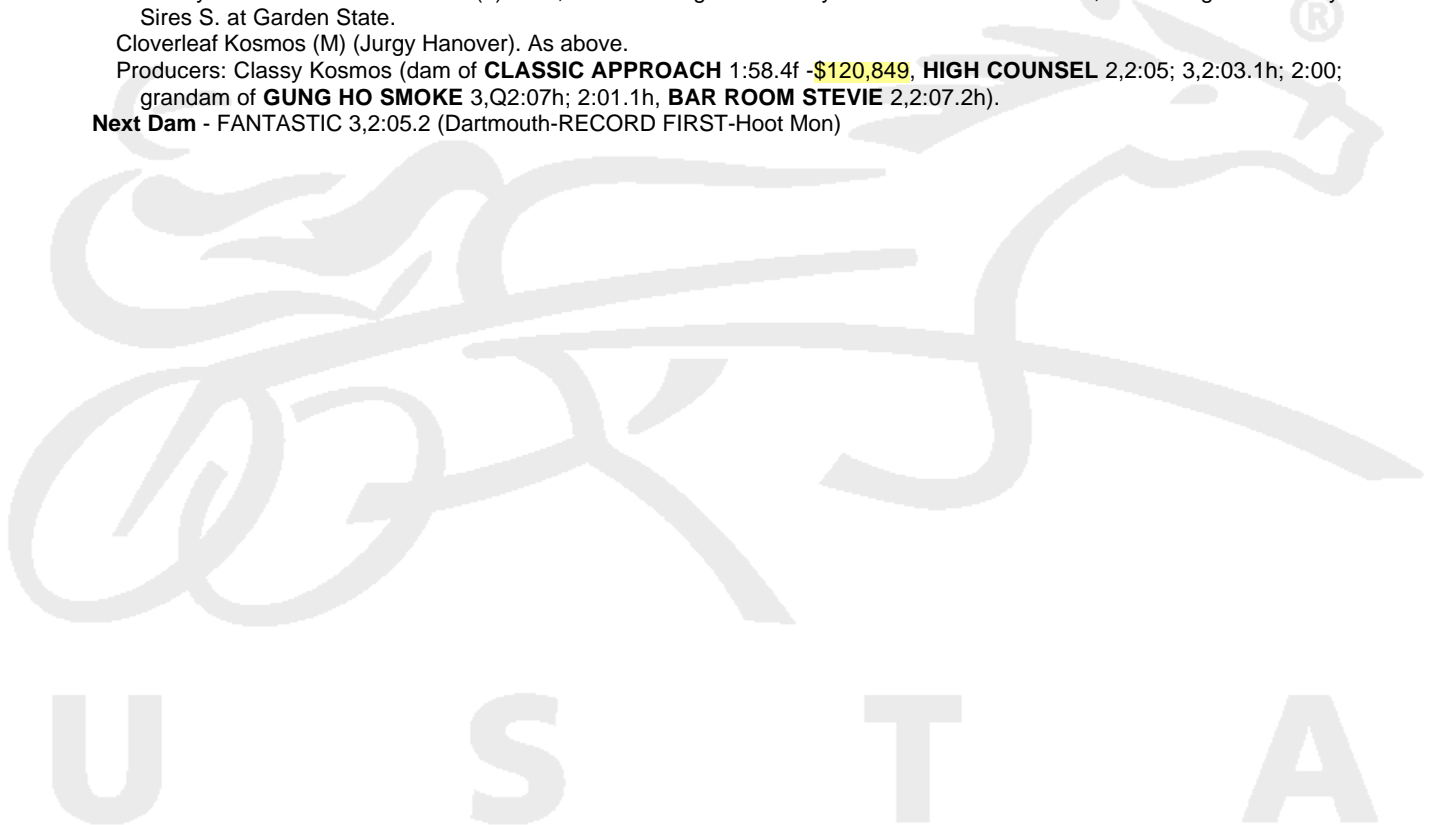 Sires S. at Garden State.
Cloverleaf Kosmos (M) (Jurgy Hanover). As above.
Producers: Classy Kosmos (dam of CLASSIC APPROACH 1:58.4f -$120,849, HIGH COUNSEL 2,2:05; 3,2:03.1h; 2:00;
grandam of GUNG HO SMOKE 3,Q2:07h; 2:01.1h, BAR ROOM STEVIE 2,2:07.2h).
Next Dam - FANTASTIC 3,2:05.2 (Dartmouth-RECORD FIRST-Hoot Mon)
®
U S T A